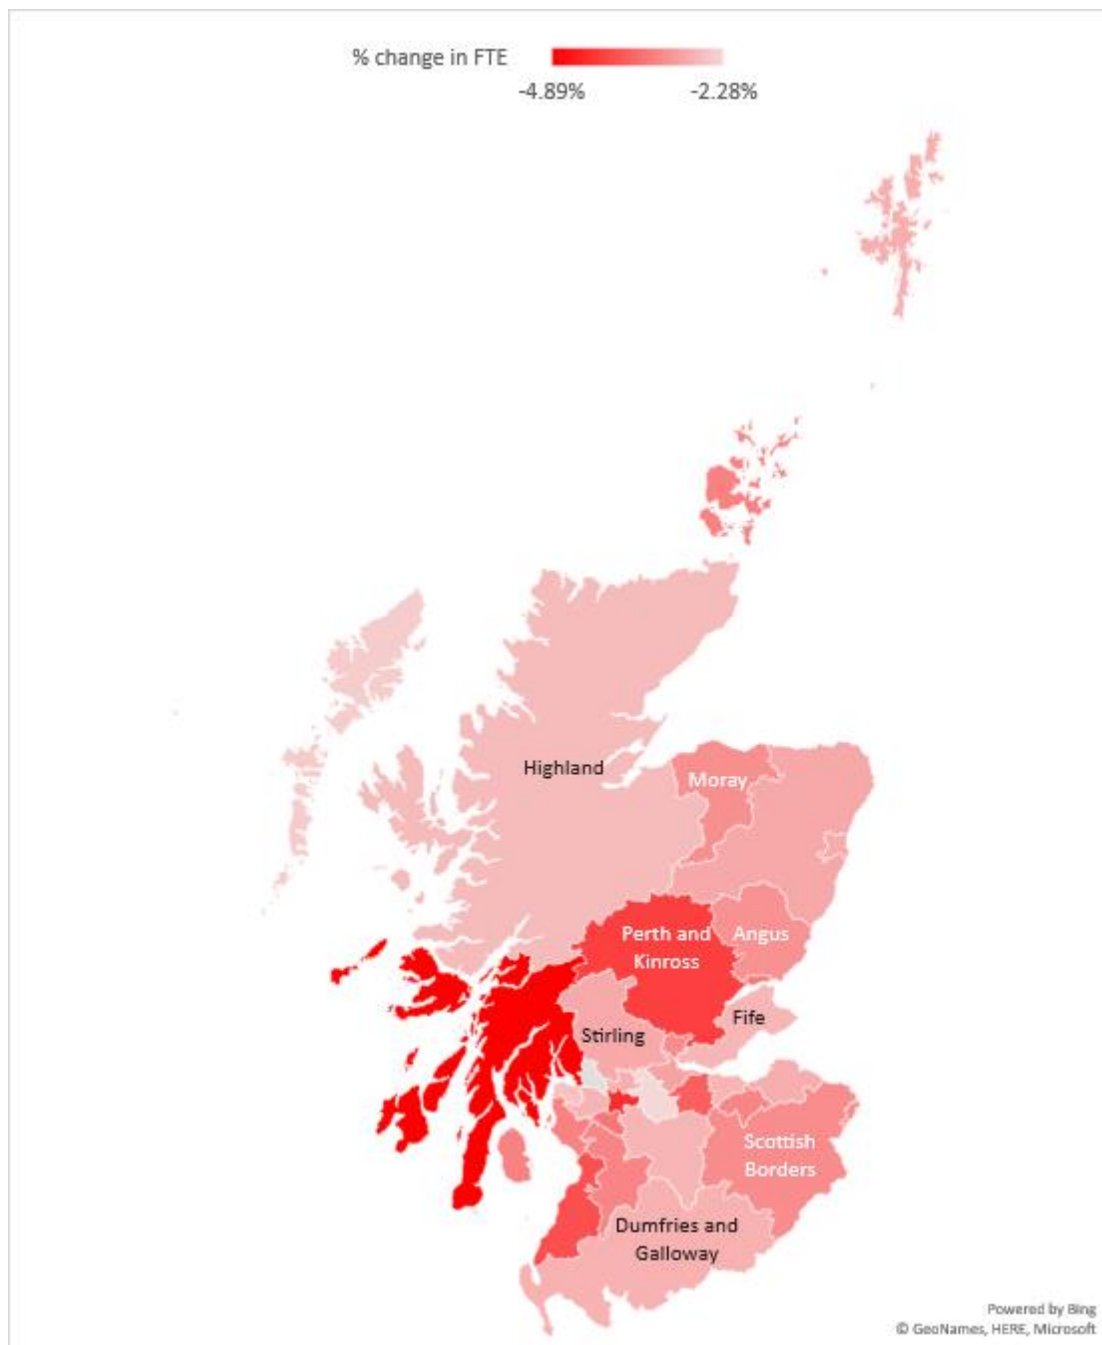 % change in FTE
-4.89%
-2.28%
Highland
Moray
Perth and
Kinross
Angus
Fife
Stirling
Scottish
Borders
Dumfries and
Galloway
Powered by Bing
© GeoNames, HERE, Microsoft